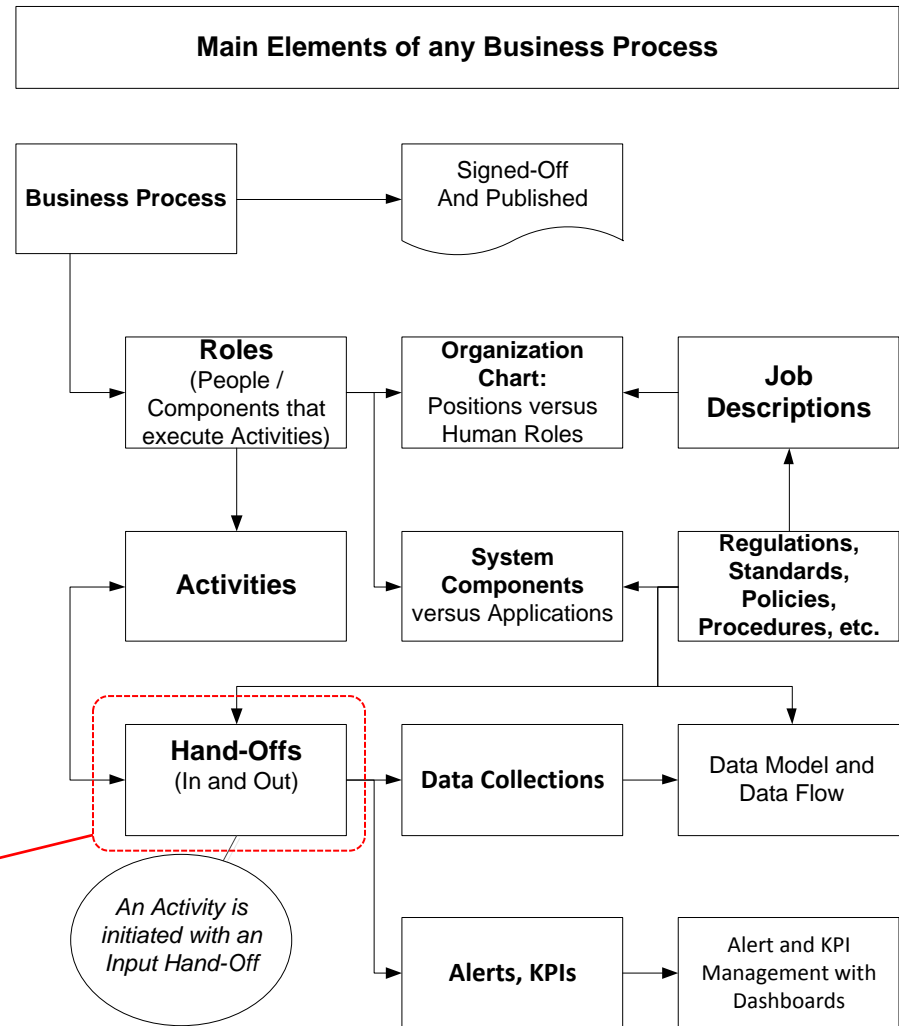 Main Elements of any Business Process
Business Process
Signed-Off
And Published
Roles
(People /
Components that
execute Activities)
Organization
Chart:
Positions versus
Human Roles
Job
Descriptions
Activities
System
Components
versus Applications
Regulations,
Standards,
Policies,
Procedures, etc.
Hand-Offs
(In and Out)
Data Collections
Data Model and
Data Flow
An Activity is
initiated with an
Input Hand-Off
Alerts, KPIs
Alert and KPI
Management with
Dashboards